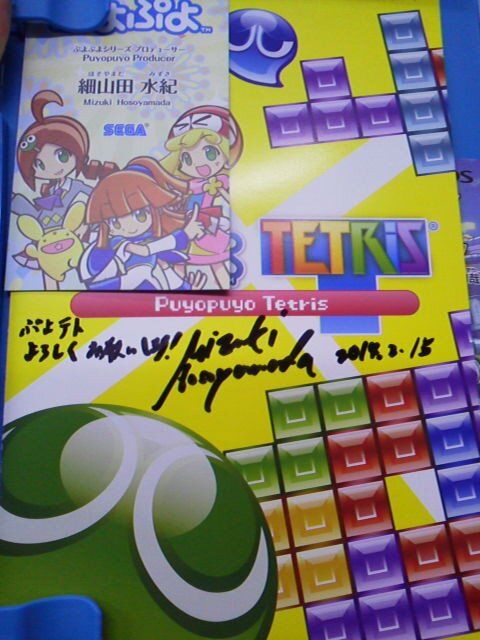 よぷよ™
ぷよぷよシリーズ プロデューサー
Puyopuyo Producer
ほそやまだ みずき
細山田 水紀
Mizuki Hosoyamada
SEGA
TETRIS®
Puyopuyo Tetris
ぷよテト
よろしくお願いします! Mizuki
Hosoyamada 2014.2.15